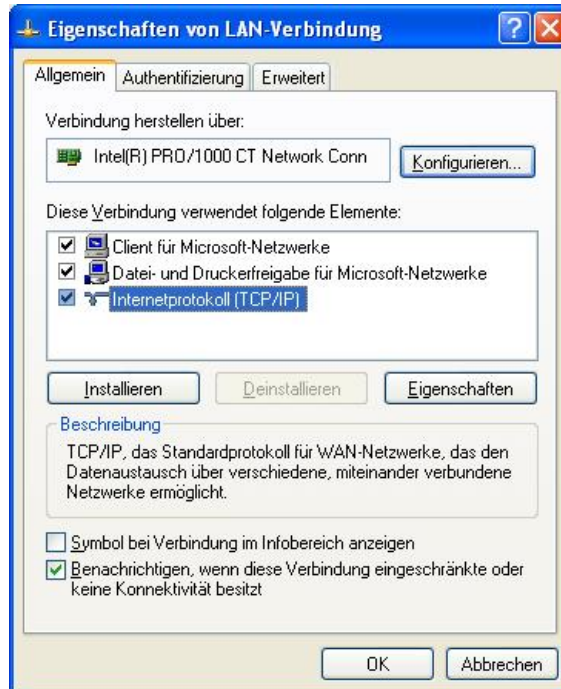 Eigenschaften von LAN-Verbindung
Allgemein Authentifizierung Erweitert
Verbindung herstellen über:
Intel(R) PRO/1000 CT Network Conn Konfigurieren...
Diese Verbindung verwendet folgende Elemente:
Client für Microsoft-Netzwerke
Datei- und Druckerfreigabe für Microsoft-Netzwerke
Internetprotokoll (TCP/IP)
Installieren Deinstallieren Eigenschaften
Beschreibung
TCP/IP, das Standardprotokoll für WAN-Netzwerke, das den
Datenaustausch über verschiedene, miteinander verbundene
Netzwerke ermöglicht.
Symbol bei Verbindung im Infobereich anzeigen
Benachrichtigen, wenn diese Verbindung eingeschränkte oder
keine Konnektivität besitzt
OK Abbrechen